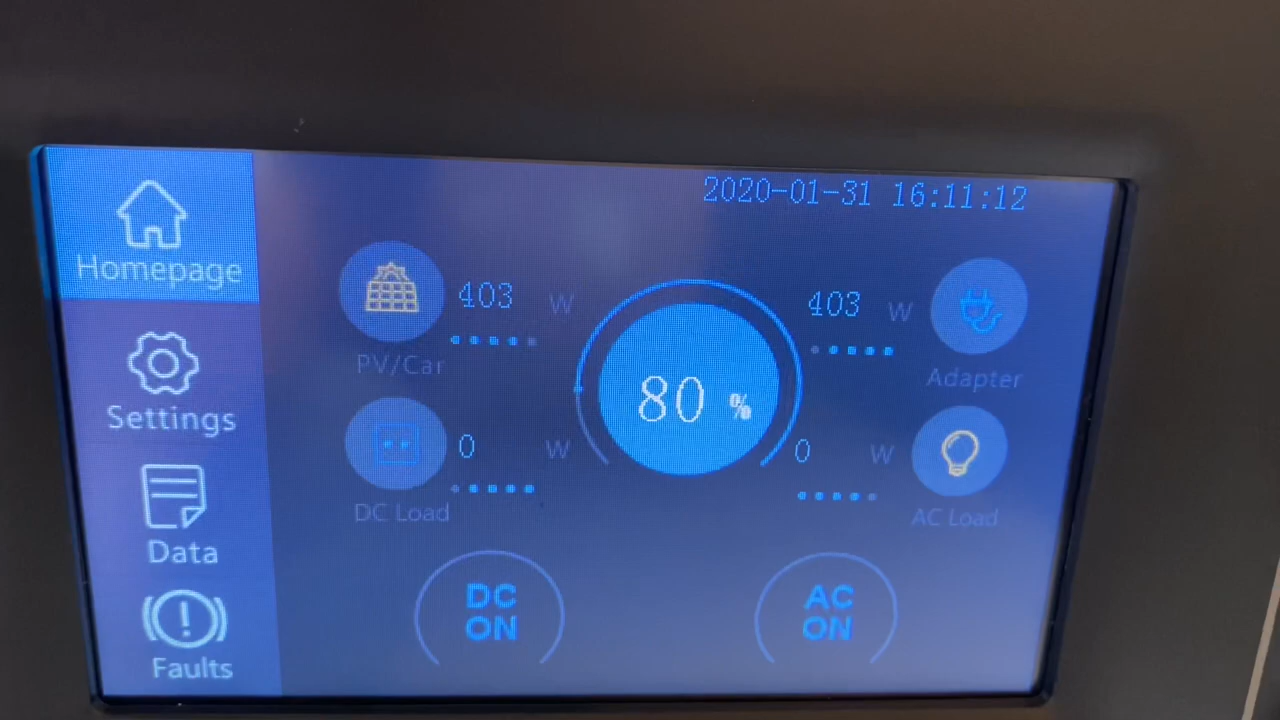 2020-01-31 16:11:12
Homepage
403 W
403 W
PV/Car
Adapter
80 %
Settings
0 W
0 W
DC Load
AC Load
Data
DC
ON
AC
ON
Faults